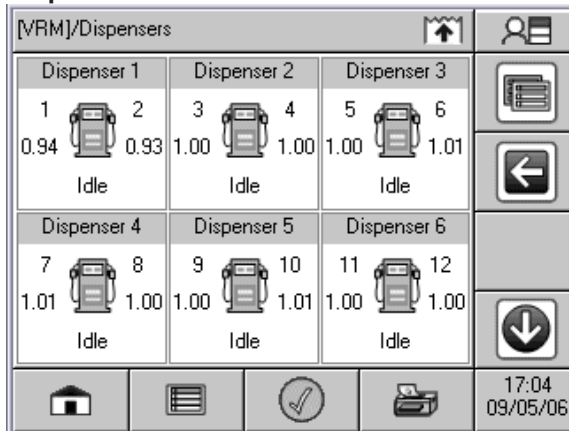 [VRM]/Dispensers
Dispenser 1 Dispenser 2 Dispenser 3
1 2 3 4 5 6
0.94 0.93 1.00 1.00 1.00 1.01
Idle Idle Idle
Dispenser 4 Dispenser 5 Dispenser 6
7 8 9 10 11 12
1.01 1.00 1.00 1.01 1.00 1.00
Idle Idle Idle
17:04
09/05/06